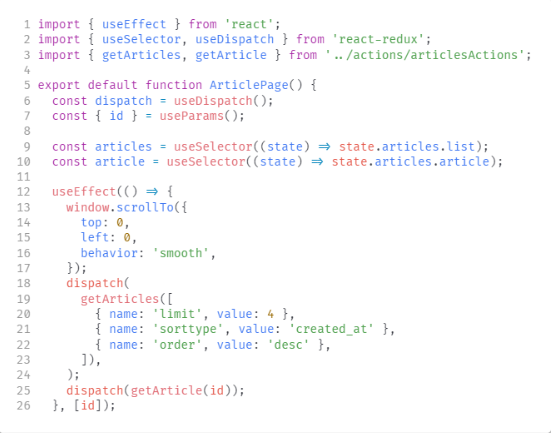 1 import { useEffect } from 'react';
2 import { useSelector, useDispatch } from 'react-redux';
3 import { getArticles, getArticle } from '../actions/articlesActions';
4
5 export default function ArticlePage() {
6   const dispatch = useDispatch();
7   const { id } = useParams();
8
9   const articles = useSelector((state) => state.articles.list);
10   const article = useSelector((state) => state.articles.article);
11
12   useEffect(() => {
13     window.scrollTo({
14       top: 0,
15       left: 0,
16       behavior: 'smooth',
17     });
18     dispatch(
19       getArticles([
20         { name: 'limit', value: 4 },
21         { name: 'sorttype', value: 'created_at' },
22         { name: 'order', value: 'desc' },
23       ]),
24     );
25     dispatch(getArticle(id));
26   }, [id]);